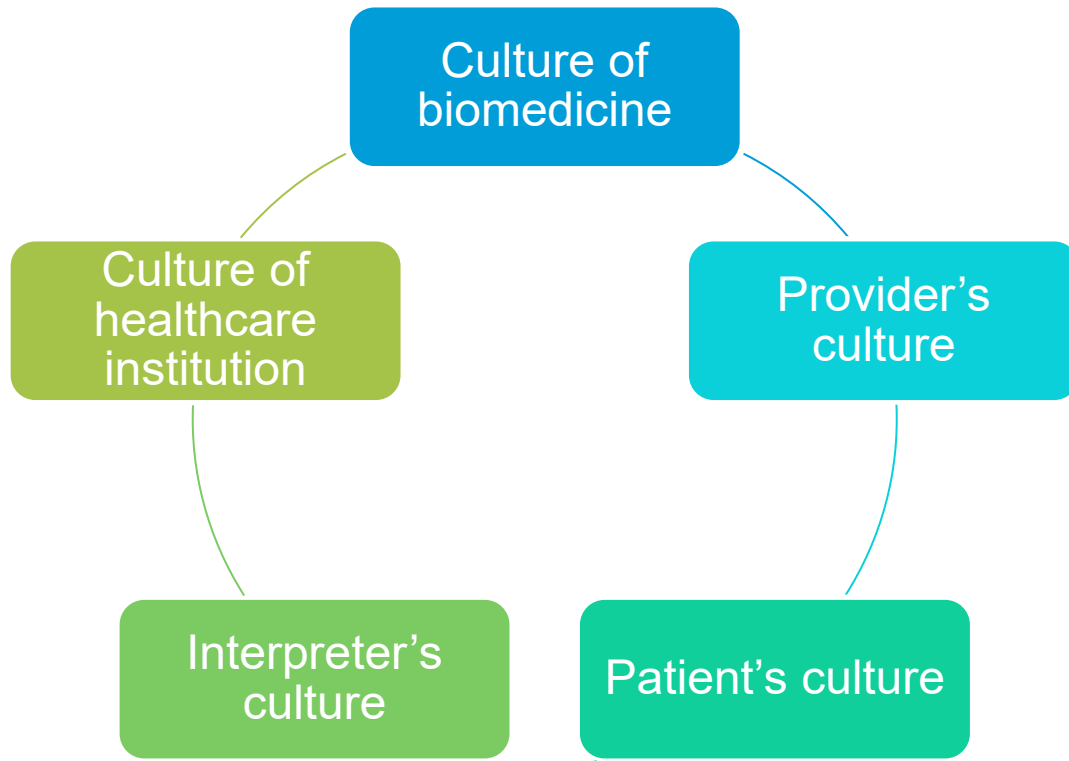 Culture of
biomedicine
Provider’s
culture
Patient’s culture
Interpreter’s
culture
Culture of
healthcare
institution